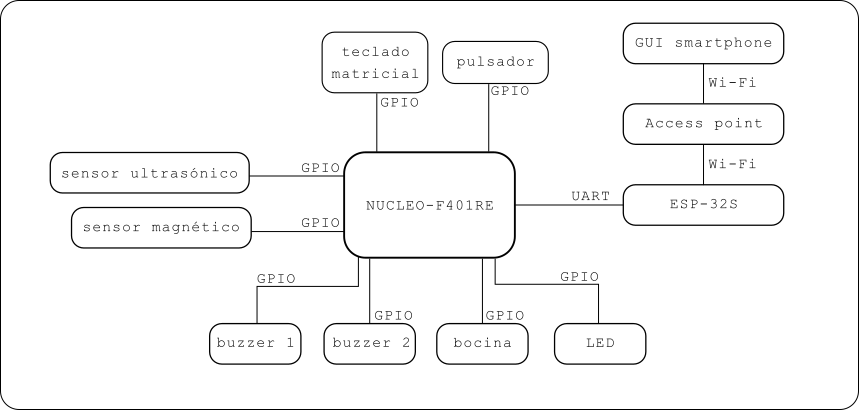 teclado
matricial
GPIO
pulsador
GPIO
GUI smartphone
Wi-Fi
Access point
Wi-Fi
ESP-32S
UART
sensor ultrasónico
GPIO
sensor magnético
GPIO
NUCLEO-F401RE
GPIO
buzzer 1
GPIO
buzzer 2
GPIO
bocina
GPIO
LED